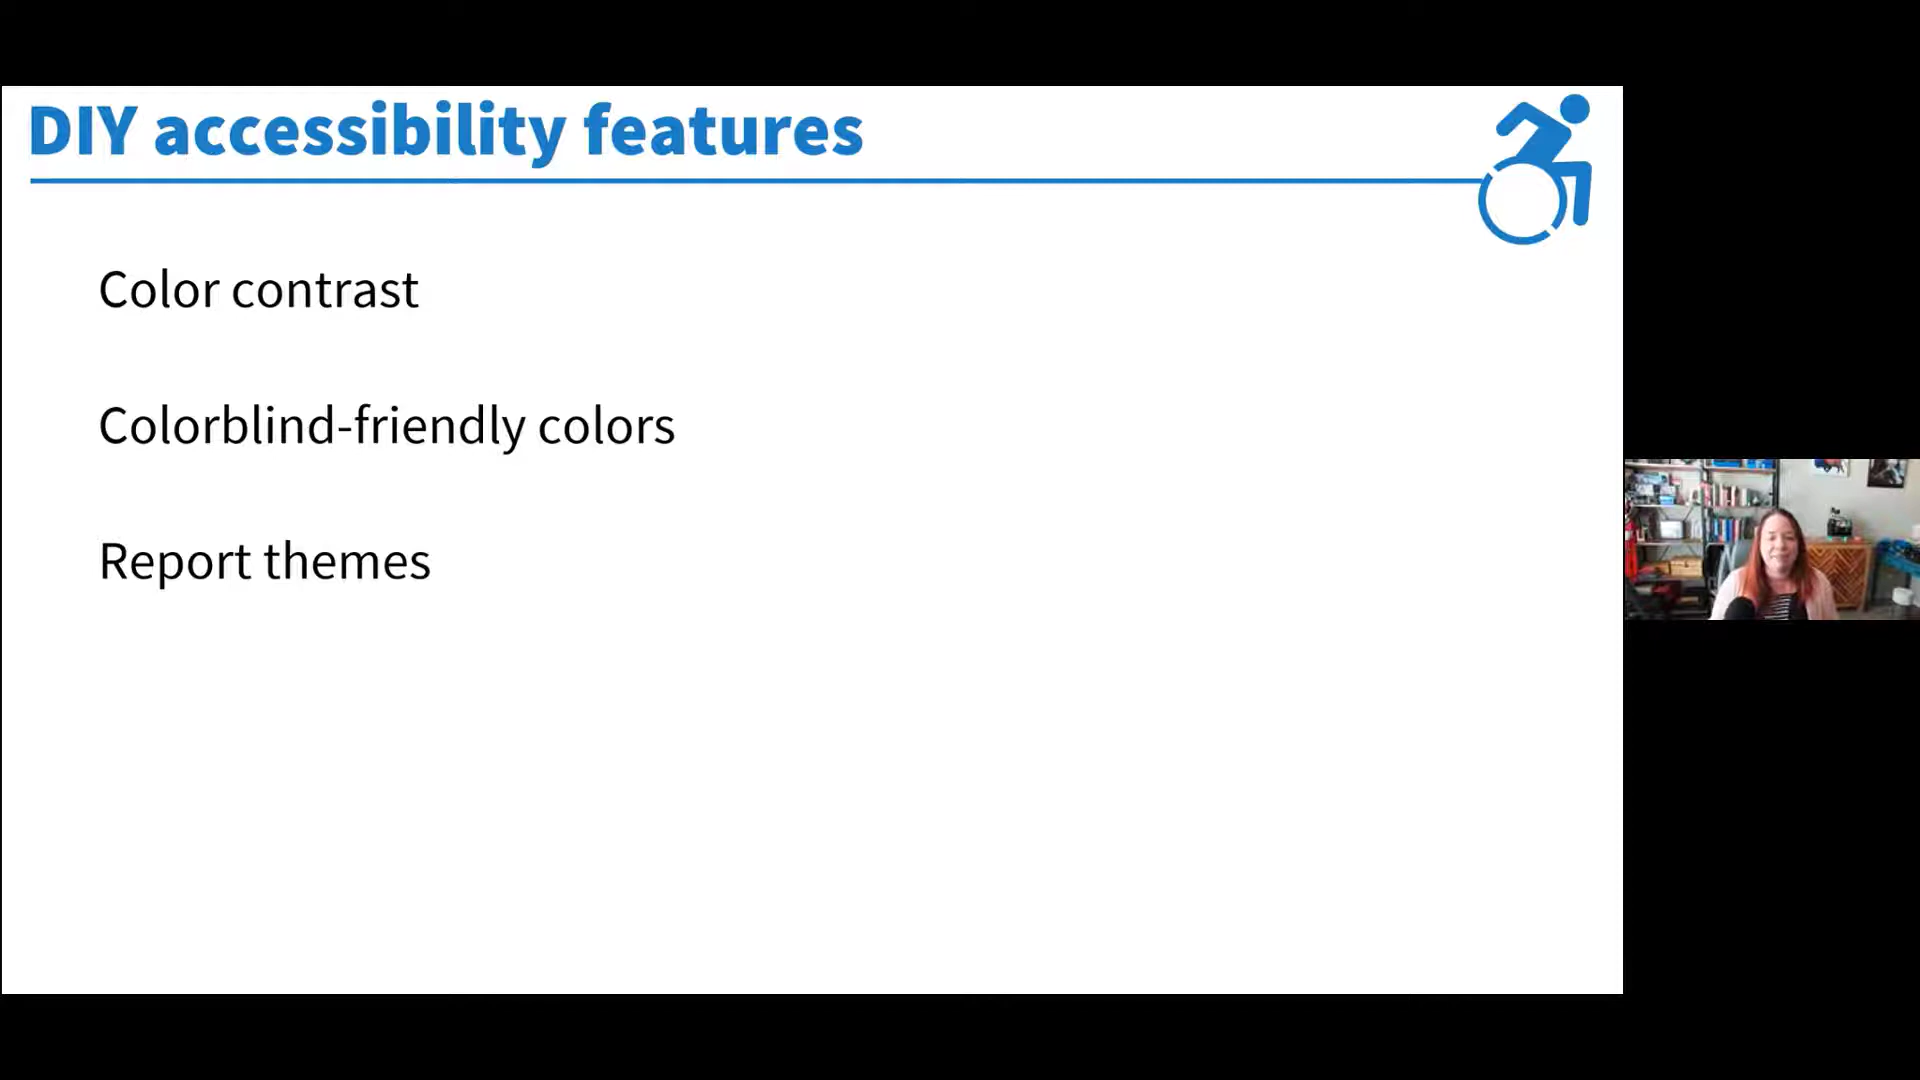 DIY accessibility features
Color contrast
Colorblind-friendly colors
Report themes